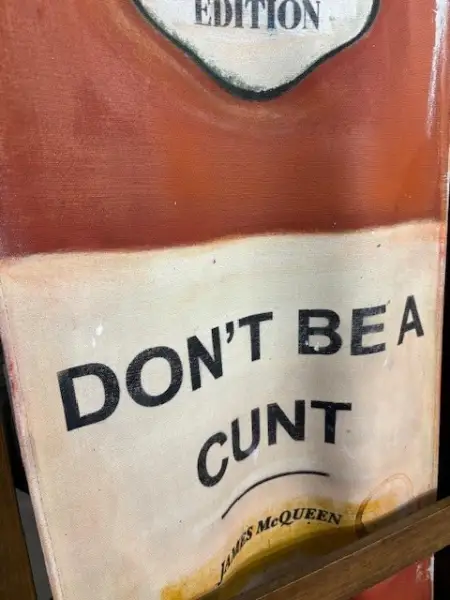 EDITION
DON'T BE A
CUNT
JAMES McQUEEN